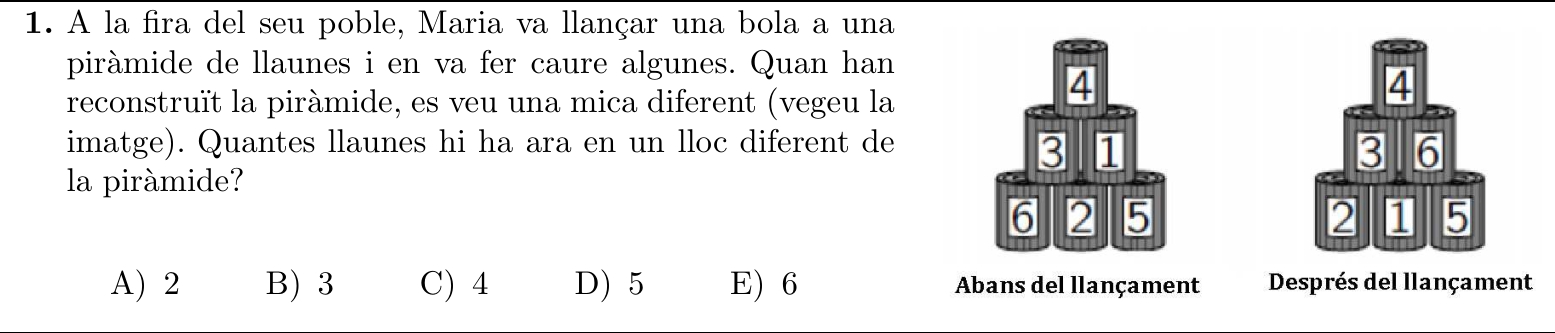 1. A la fira del seu poble, Maria va llançar una bola a una
piràmide de llaunes i en va fer caure algunes. Quan han
reconstruït la piràmide, es veu una mica diferent (vegeu la
imatge). Quantes llaunes hi ha ara en un lloc diferent de
la piràmide?
A) 2 B) 3 C) 4 D) 5 E) 6
4
3 1
6 2 5
Abans del llançament
4
3 6
2 1 5
Després del llançament